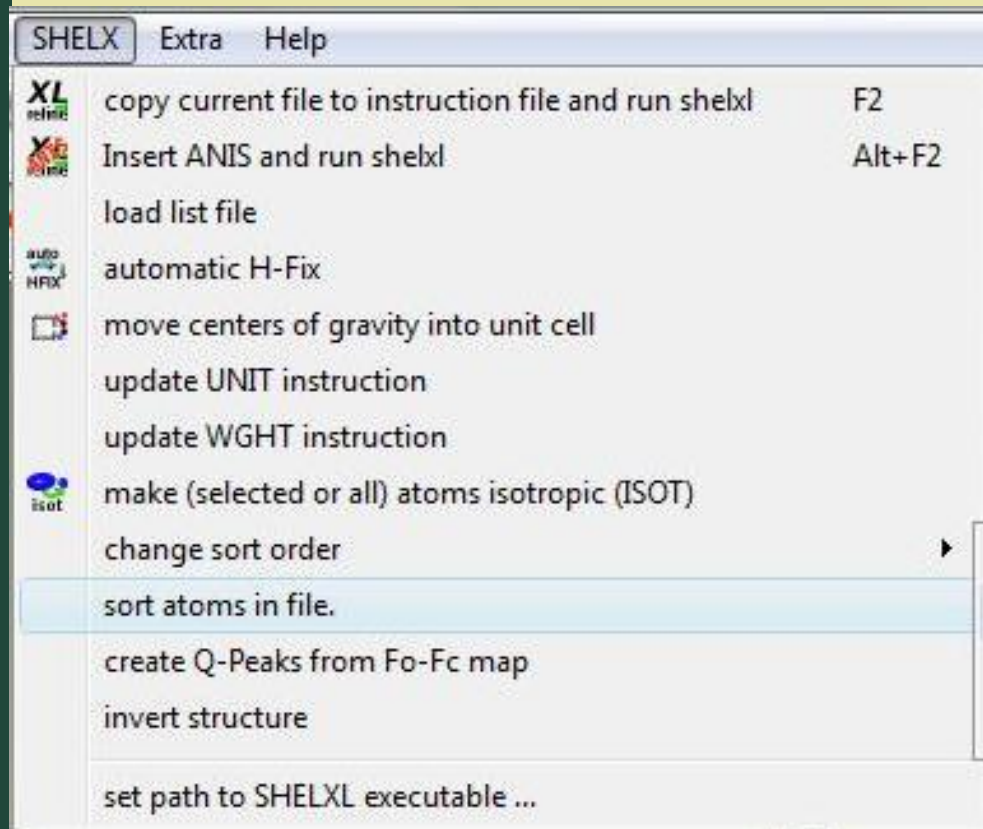 SHELX Extra Help
XL refine copy current file to instruction file and run shelxl F2
Insert ANIS and run shelxl Alt+F2
load list file
auto HFIX automatic H-Fix
move centers of gravity into unit cell
update UNIT instruction
update WGHT instruction
isot make (selected or all) atoms isotropic (ISOT)
change sort order
sort atoms in file.
create Q-Peaks from Fo-Fc map
invert structure
set path to SHELXL executable ...